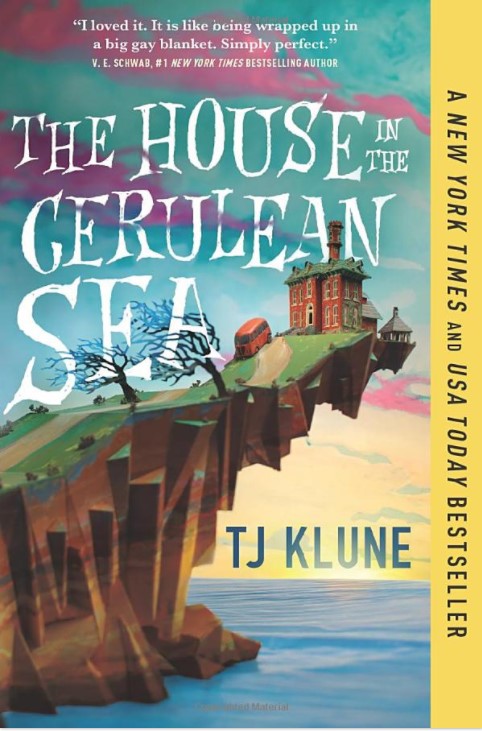 “I loved it. It is like being wrapped up in
a big gay blanket. Simply perfect.”
V. E. SCHWAB, #1 NEW YORK TIMES BESTSELLING AUTHOR
THE HOUSE IN THE
CERULEAN
SEA
TJ KLUNE
A NEW YORK TIMES AND USA TODAY BESTSELLER
Material